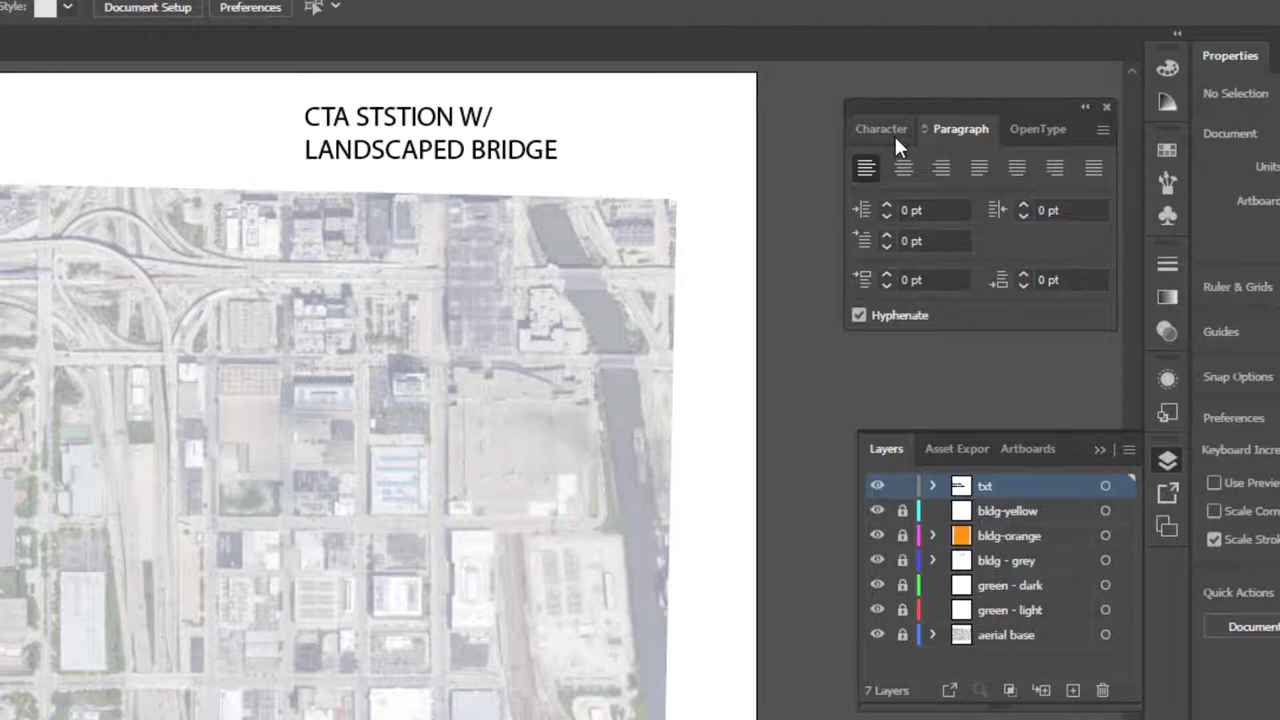 Style:
Document Setup
Preferences
CTA STSTION W/
LANDSCAPED BRIDGE
Character
Paragraph
OpenType
0 pt
0 pt
0 pt
0 pt
0 pt
Hyphenate
Layers
Asset Expor
Artboards
txt
bldg-yellow
bldg-orange
bldg - grey
green - dark
green - light
aerial base
7 Layers
Properties
No Selection
Document
Units
Artboard
Ruler & Grids
Guides
Snap Options
Preferences
Keyboard Incre
Use Previe
Scale Corn
Scale Strok
Quick Actions
Document